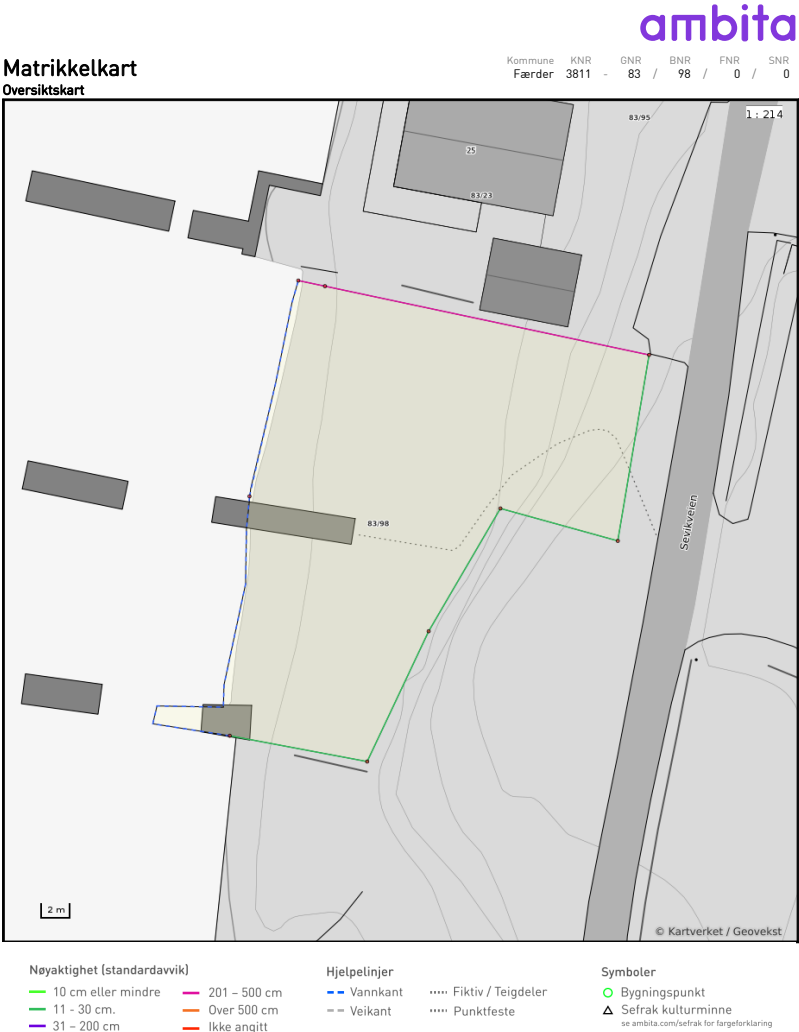 ambita
Matrikkelkart
Oversiktskart
Kommune KNR GNR BNR FNR SNR
Færder 3811 - 83 / 98 / 0 / 0
1 : 214
83/95
25
83/23
83/98
Sevikveien
2 m
© Kartverket / Geovekst
Nøyaktighet (standardavvik)
10 cm eller mindre
11 - 30 cm.
31 – 200 cm
201 – 500 cm
Over 500 cm
Ikke angitt
Hjelpelinjer
Vannkant
Veikant
Fiktiv / Teigdeler
Punktfeste
Symboler
Bygningspunkt
Sefrak kulturminne
se ambita.com/sefrak for fargeforklaring